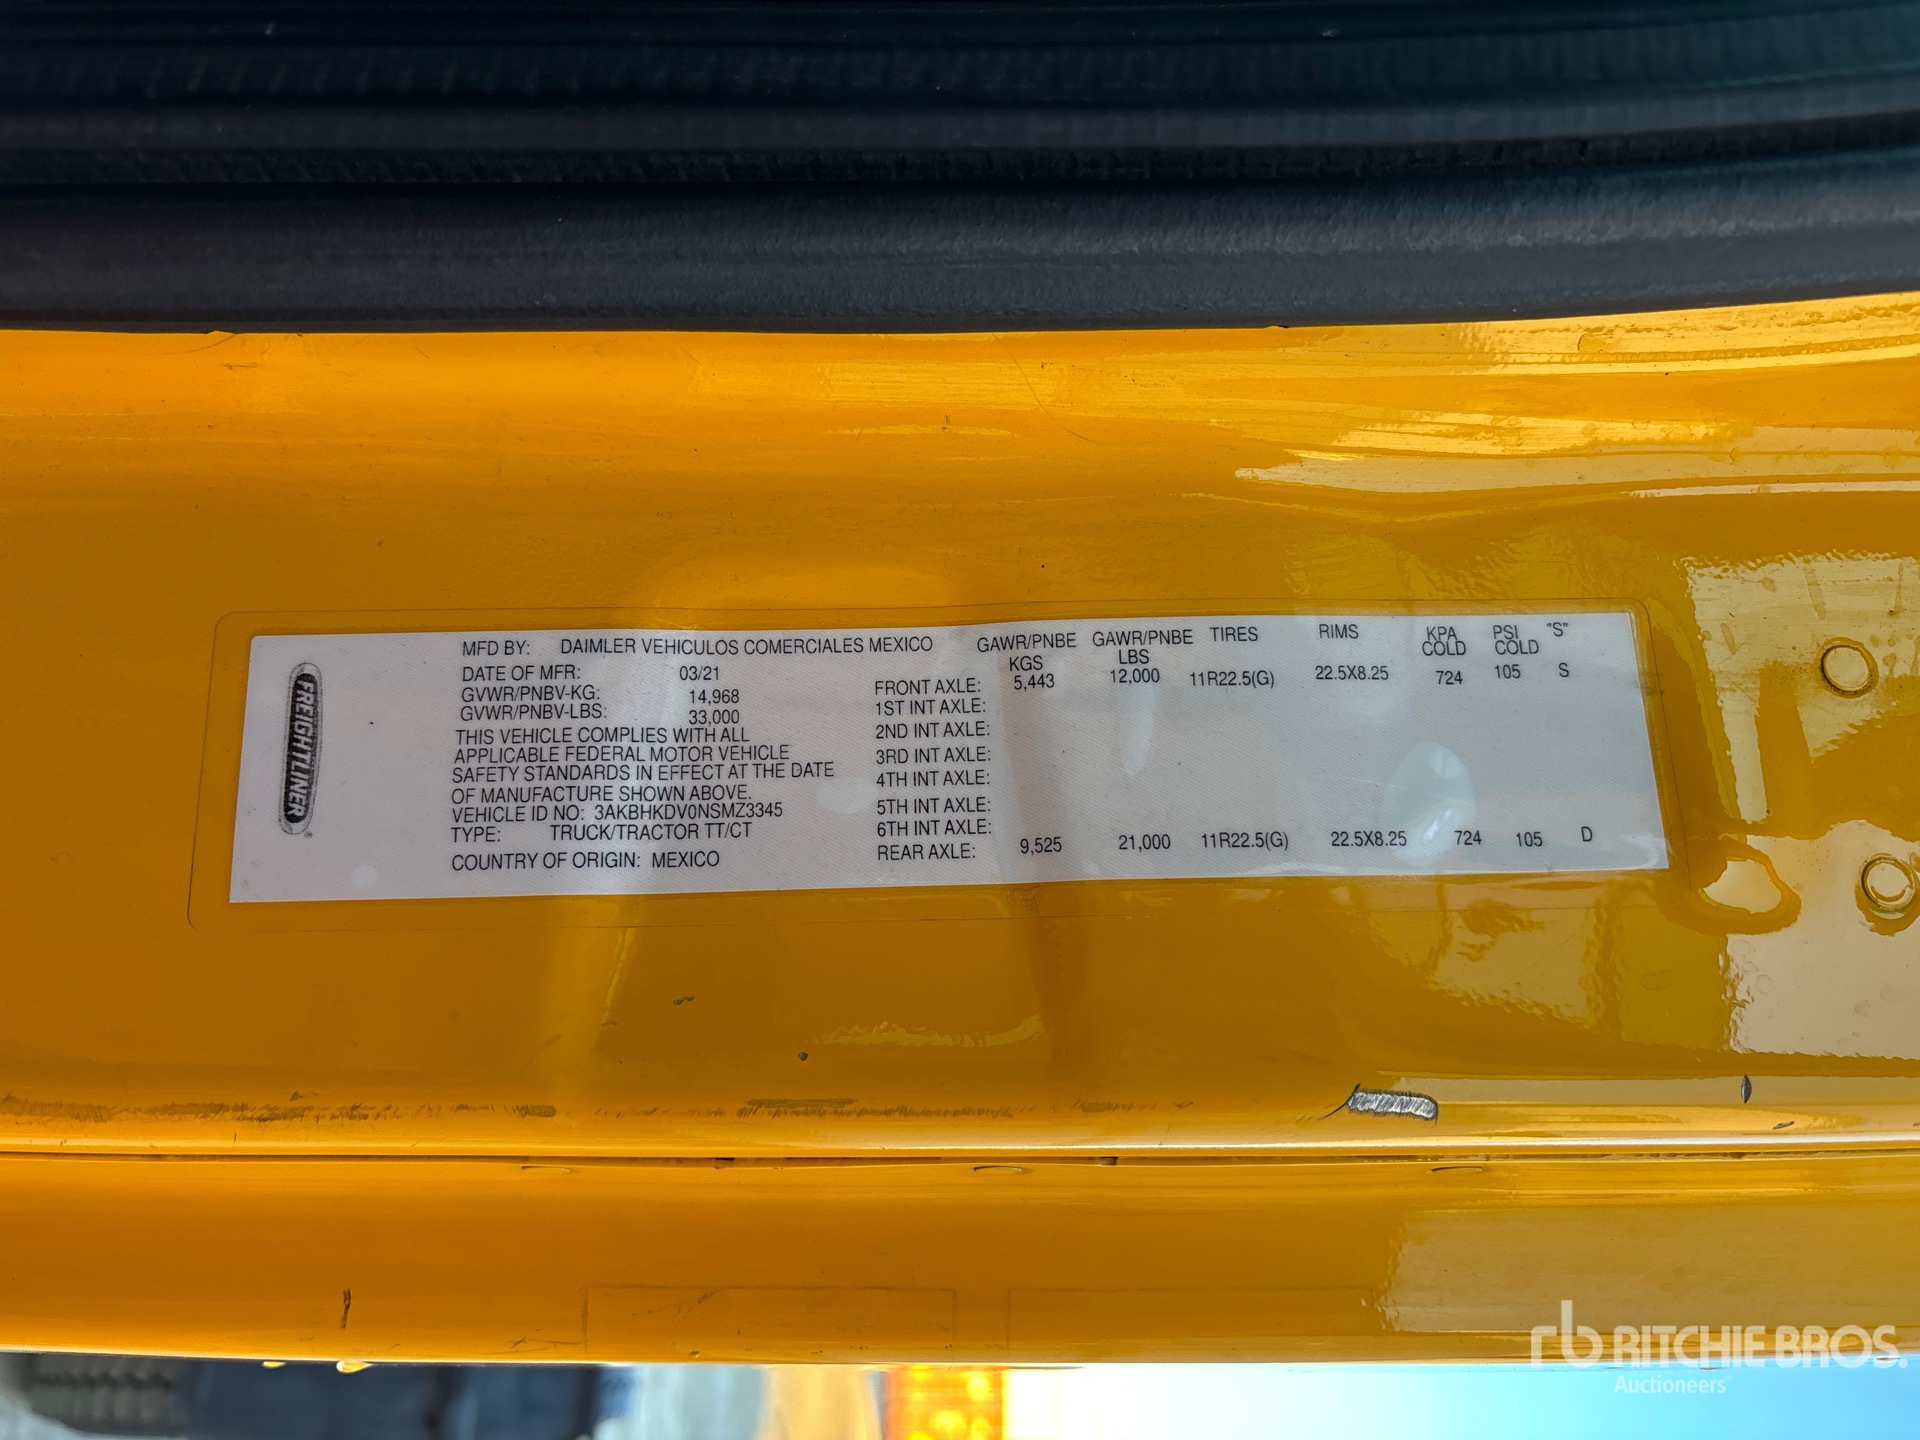 FREIGHTLINER
MFD BY: DAIMLER VEHICULOS COMERCIALES MEXICO
DATE OF MFR: 03/21
GVWR/PNBV-KG: 14,968
GVWR/PNBV-LBS: 33,000
THIS VEHICLE COMPLIES WITH ALL
APPLICABLE FEDERAL MOTOR VEHICLE
SAFETY STANDARDS IN EFFECT AT THE DATE
OF MANUFACTURE SHOWN ABOVE.
VEHICLE ID NO: 3AKBHKDV0NSMZ3345
TYPE: TRUCK/TRACTOR TT/CT
COUNTRY OF ORIGIN: MEXICO
GAWR/PNBE GAWR/PNBE TIRES RIMS KPA PSI "S"
KGS LBS COLD COLD
FRONT AXLE: 5,443 12,000 11R22.5(G) 22.5X8.25 724 105 S
1ST INT AXLE:
2ND INT AXLE:
3RD INT AXLE:
4TH INT AXLE:
5TH INT AXLE:
6TH INT AXLE:
REAR AXLE: 9,525 21,000 11R22.5(G) 22.5X8.25 724 105 D
rb RITCHIE BROS.
Auctioneers